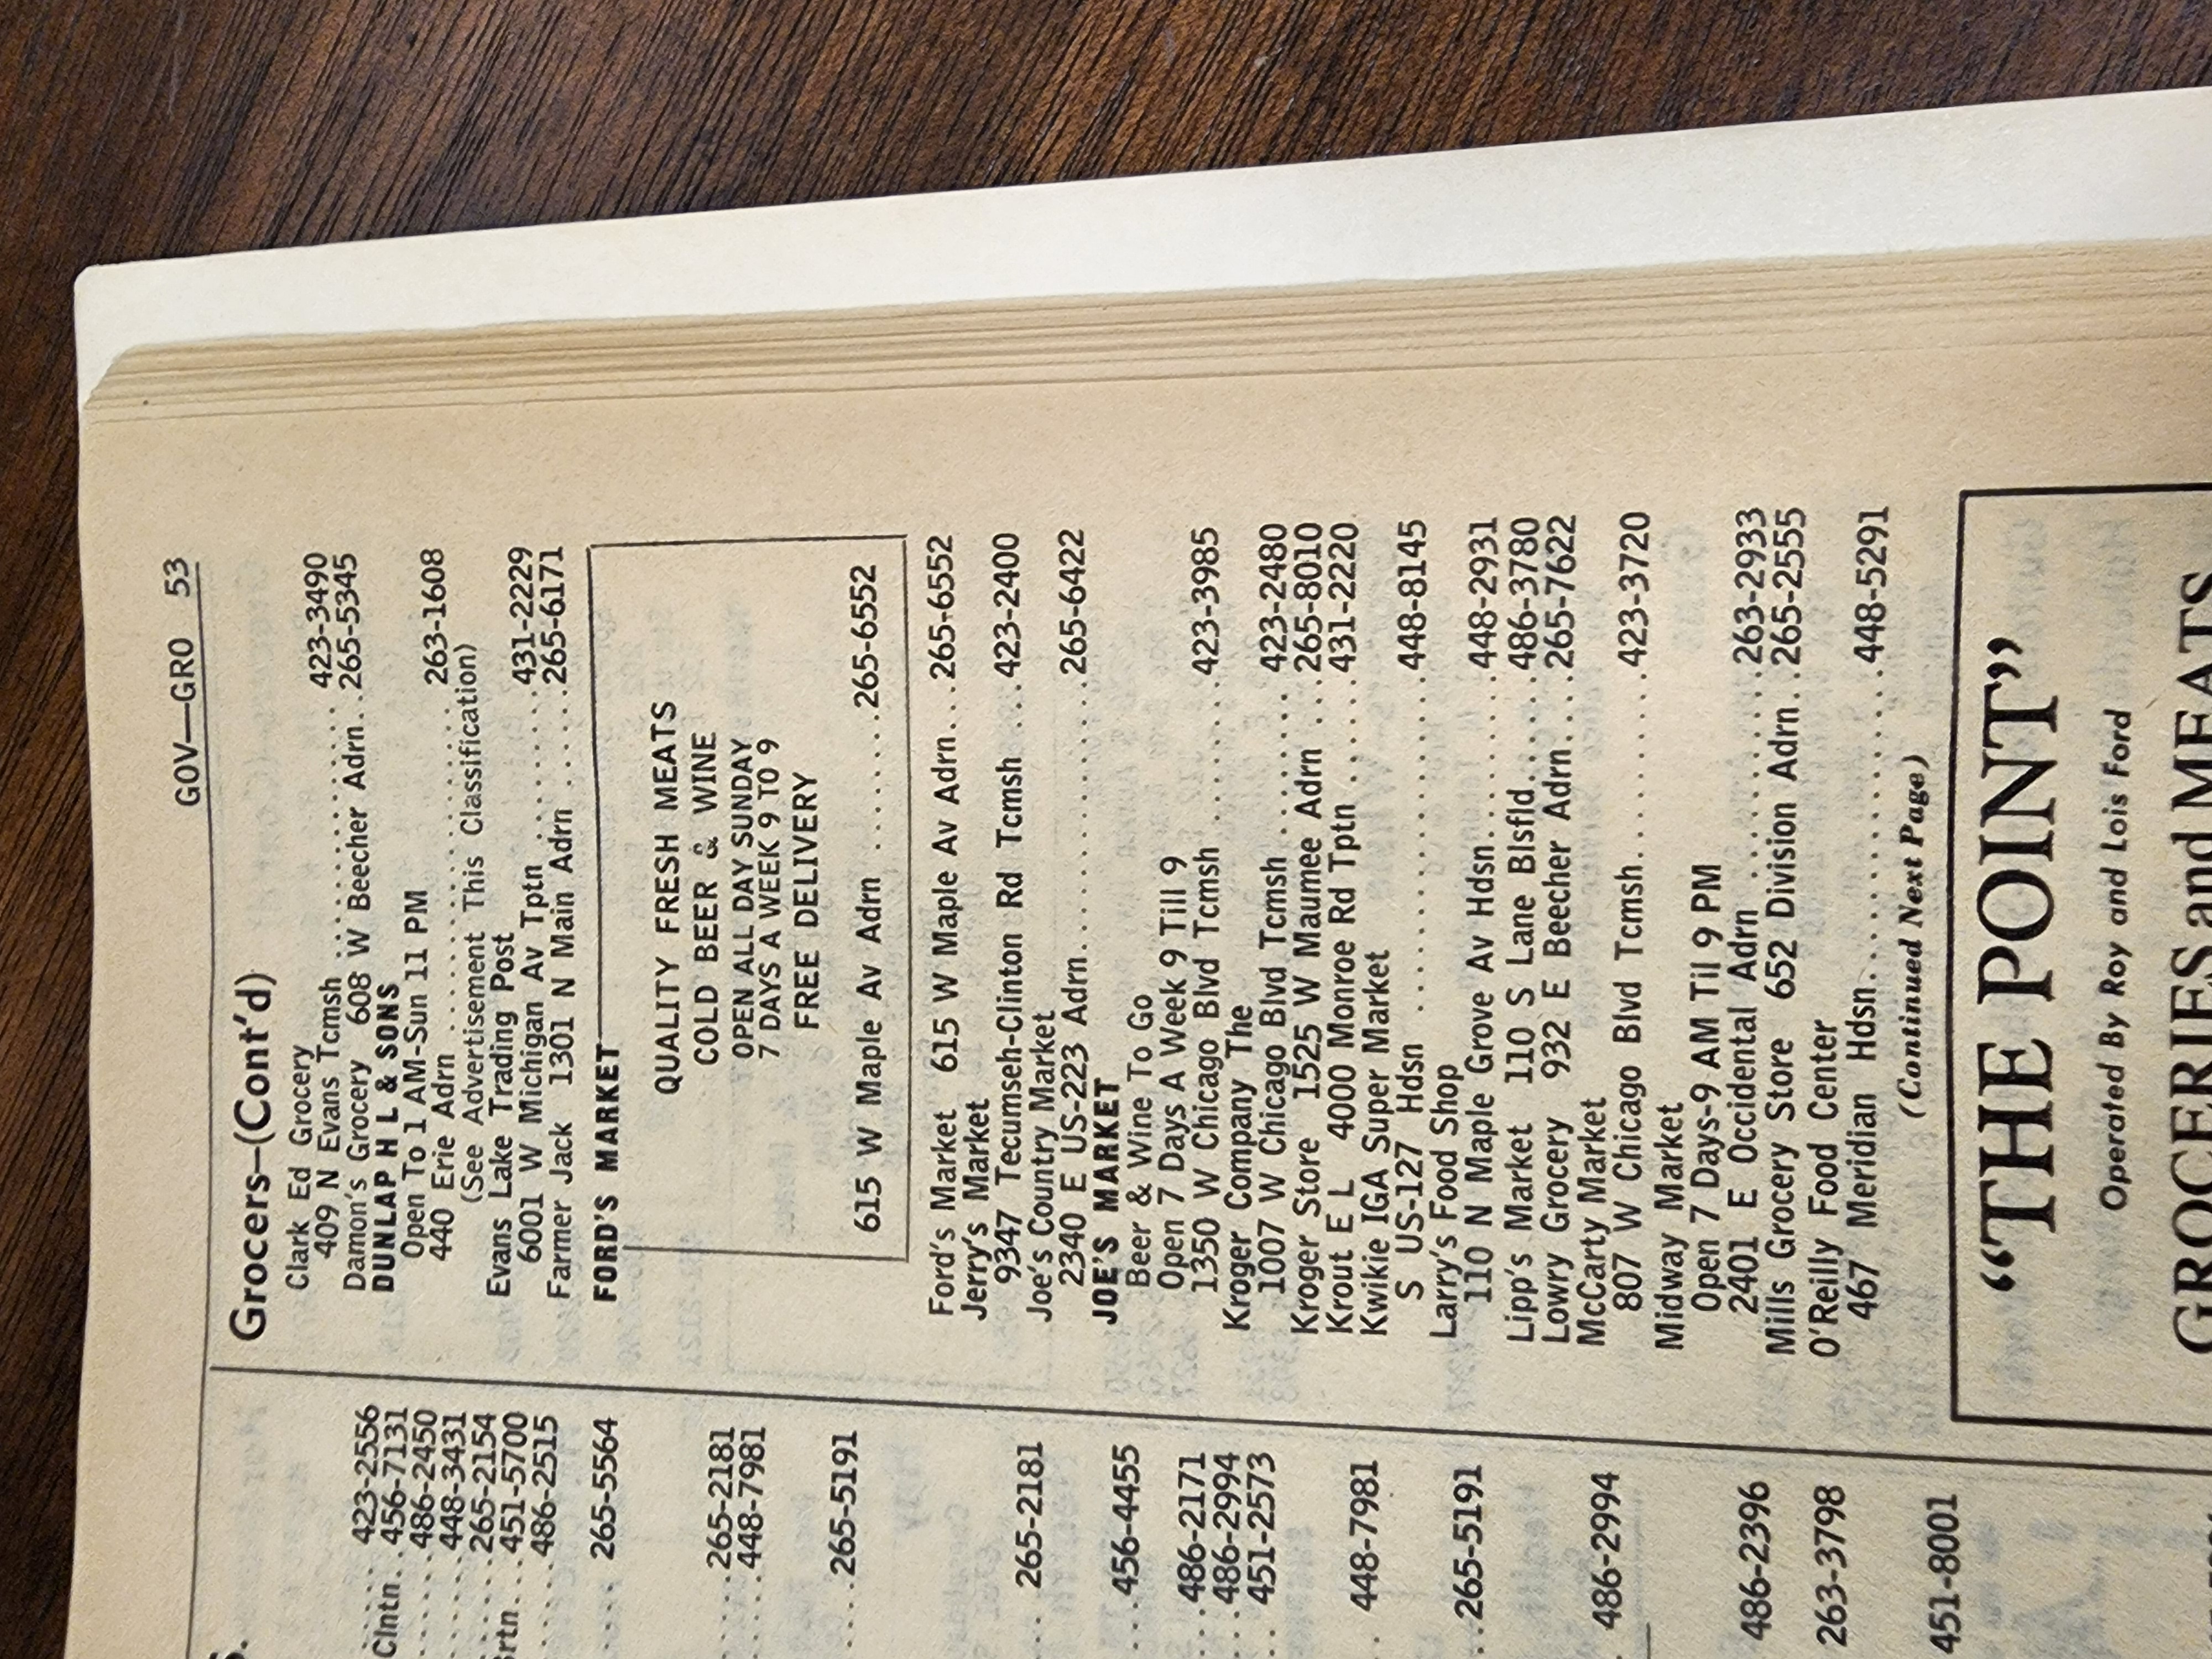 GOV—GRO 53
S.
423-2556
Clntn. . 456-7131
486-2450
448-3431
265-2154
451-5700
486-2515
265-5564
265-2181
448-7981
265-5191
265-2181
456-4455
486-2171
486-2994
451-2573
448-7981
265-5191
486-2994
486-2396
263-3798
451-8001
Grocers—(Cont'd)
Clark Ed Grocery
409 N Evans Tcmsh . . . . . . . . . . . . . 423-3490
Damon's Grocery 608 W Beecher Adrn. . 265-5345
DUNLAP H L & SONS
Open To 1 AM-Sun 11 PM
440 Erie Adrn . . . . . . . . . . . . . . . . . 263-1608
(See Advertisement This Classification)
Evans Lake Trading Post
6001 W Michigan Av Tptn. . . . . . . . . 431-2229
Farmer Jack 1301 N Main Adrn . . . . . 265-6171
FORD'S MARKET
QUALITY FRESH MEATS
COLD BEER & WINE
OPEN ALL DAY SUNDAY
7 DAYS A WEEK 9 TO 9
FREE DELIVERY
615 W Maple Av Adrn . . . . . . . 265-6552
Ford's Market 615 W Maple Av Adrn. . . 265-6552
Jerry's Market
9347 Tecumseh-Clinton Rd Tcmsh . . . 423-2400
Joe's Country Market
2340 E US-223 Adrn. . . . . . . . . . . . . 265-6422
JOE'S MARKET
Beer & Wine To Go
Open 7 Days A Week 9 Till 9
1350 W Chicago Blvd Tcmsh . . . . . . . 423-3985
Kroger Company The
1007 W Chicago Blvd Tcmsh. . . . . . . 423-2480
Kroger Store 1525 W Maumee Adrn . . . 265-8010
Krout E L 4000 Monroe Rd Tptn . . . . . 431-2220
Kwikie IGA Super Market
S US-127 Hdsn . . . . . . . . . . . . . . . . 448-8145
Larry's Food Shop
110 N Maple Grove Av Hdsn. . . . . . . . 448-2931
Lipp's Market 110 S Lane Blsfld. . . . . . 486-3780
Lowry Grocery 932 E Beecher Adrn. . . . 265-7622
McCarty Market
807 W Chicago Blvd Tcmsh. . . . . . . . . 423-3720
Midway Market
Open 7 Days-9 AM Til 9 PM
2401 E Occidental Adrn . . . . . . . . . . 263-2933
Mills Grocery Store 652 Division Adrn. . 265-2555
O'Reilly Food Center
467 Meridian Hdsn. . . . . . . . . . . . . . 448-5291
(Continued Next Page)
“THE POINT”
Operated By Roy and Lois Ford
GROCERIES and MEATS